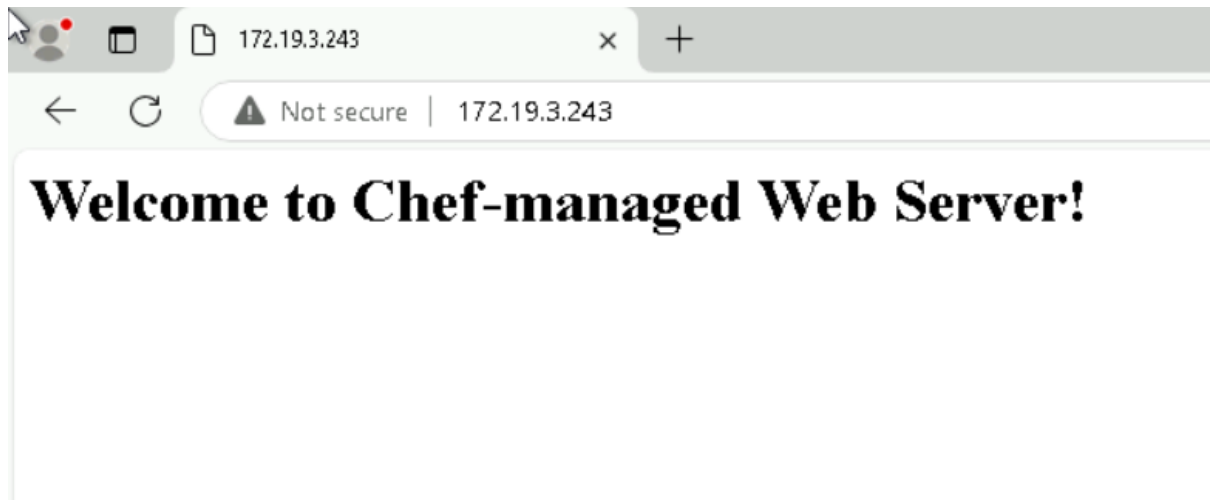 172.19.3.243
Not secure | 172.19.3.243
Welcome to Chef-managed Web Server!